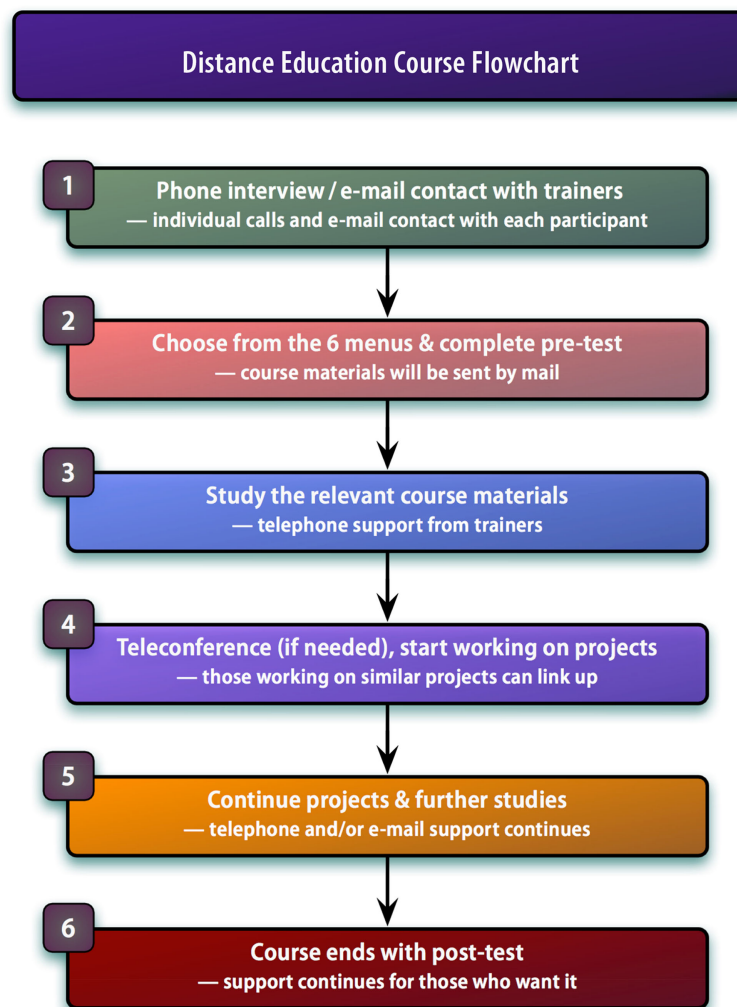 Distance Education Course Flowchart
1
Phone interview / e-mail contact with trainers
— individual calls and e-mail contact with each participant
2
Choose from the 6 menus & complete pre-test
— course materials will be sent by mail
3
Study the relevant course materials
— telephone support from trainers
4
Teleconference (if needed), start working on projects
— those working on similar projects can link up
5
Continue projects & further studies
— telephone and/or e-mail support continues
6
Course ends with post-test
— support continues for those who want it